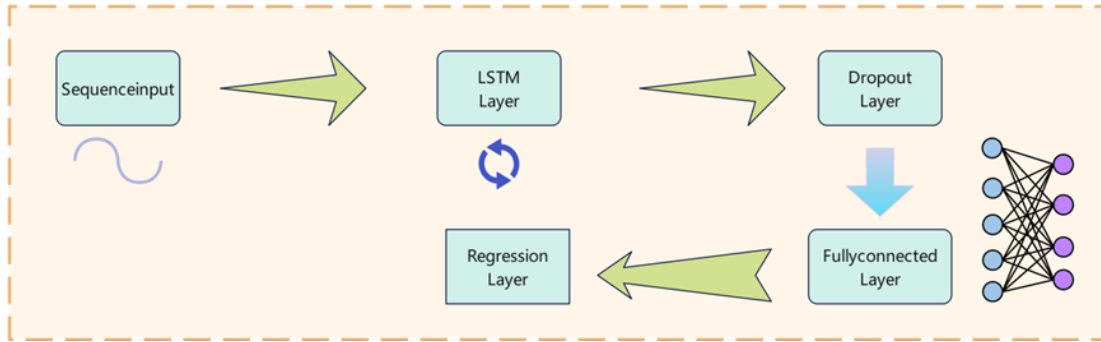 Sequenceinput
LSTM
Layer
Dropout
Layer
Regression
Layer
Fullyconnected
Layer